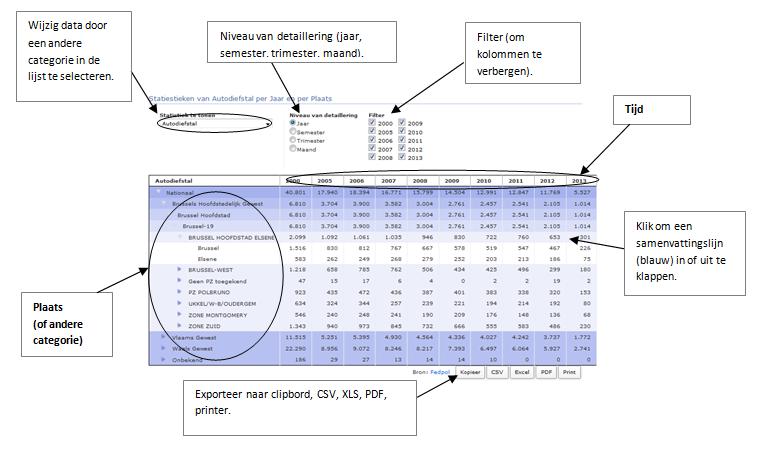 Wijzig data door
een andere
categorie in de
lijst te selecteren.
Niveau van detaillering (jaar,
semester, trimester, maand).
Filter (om
kolommen te
verbergen).
Statiestieken van Autodiefstal per Jaar en per Plaats
Tijd
Statistiek te tonen
Autodiefstal
Niveau van detaillering
Jaar
Semester
Trimester
Maand
Filter
2000 2009
2005 2010
2006 2011
2007 2012
2008 2013
Autodiefstal 2000 2005 2006 2007 2008 2009 2010 2011 2012 2013
Nationaal 40.801 17.940 18.394 16.771 15.799 14.504 12.991 12.847 11.769 5.527
Brussels Hoofdstedelijk Gewest 6.810 3.704 3.900 3.582 3.004 2.761 2.457 2.541 2.105 1.014
Brussel Hoofdstad 6.810 3.704 3.900 3.582 3.004 2.761 2.457 2.541 2.105 1.014
Brussel-19 6.810 3.704 3.900 3.582 3.004 2.761 2.457 2.541 2.105 1.014
BRUSSEL HOOFDSTAD ELSENE 2.099 1.092 1.061 1.035 946 830 722 760 653 301
Brussel 1.516 830 812 767 667 578 519 547 467 226
Elsene 583 262 249 268 279 252 203 213 186 75
BRUSSEL-WEST 1.218 658 785 762 506 434 425 496 299 180
Geen PZ toegekend 47 15 17 6 4 0 2 2 19 2
PZ POLBRUNO 923 435 472 436 387 401 383 338 320 153
UKKEL/W-B/OUDERGEM 634 324 344 257 239 221 194 214 192 80
ZONE MONTGOMERY 546 240 248 241 190 209 176 148 136 68
ZONE ZUID 1.343 940 973 845 732 666 555 583 486 230
Vlaams Gewest 11.515 5.251 5.395 4.930 4.564 4.336 4.027 4.242 3.737 1.772
Waals Gewest 22.290 8.956 9.072 8.246 8.217 7.393 6.497 6.064 5.927 2.741
Onbekend 186 29 27 13 14 14 10 0 0 0
Klik om een
samenvattingslijn
(blauw) in of uit te
klappen.
Plaats
(of andere
categorie)
Bron: Fedpol Kopieer CSV Excel PDF Print
Exporteer naar clipbord, CSV, XLS, PDF,
printer.